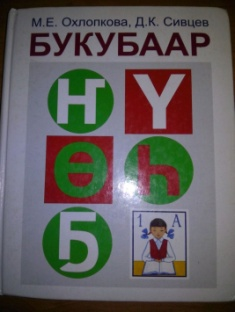 М.Е. Охлопкова, Д.К. Сивцев
БУКУБААР
Ҥ Ү
Ө Һ
Ҕ 1 А